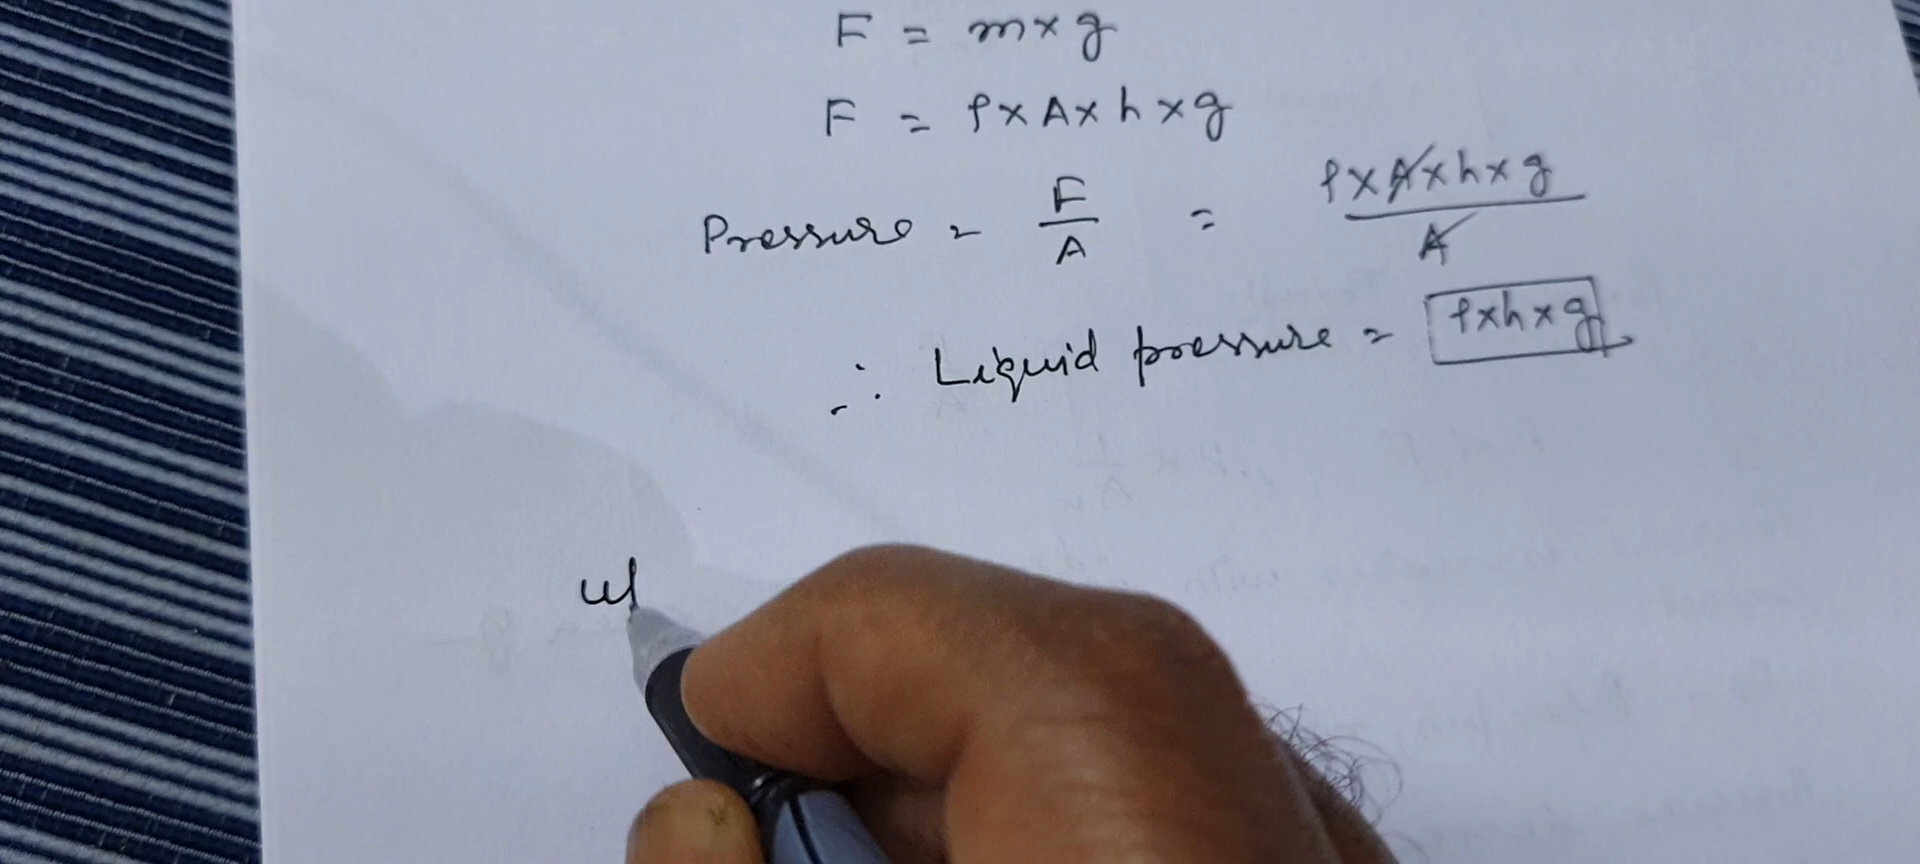 F = m × g
F = ρ × A × h × g
Pressure = F/A = ρ × A × h × g / A
∴ Liquid pressure = ρ × h × g